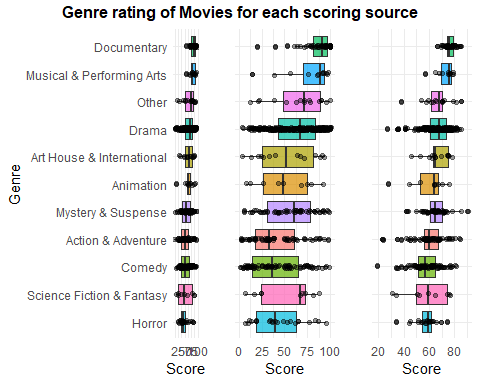 Genre rating of Movies for each scoring source
Genre
Documentary
Musical & Performing Arts
Other
Drama
Art House & International
Animation
Mystery & Suspense
Action & Adventure
Comedy
Science Fiction & Fantasy
Horror
0 25 50 75 100
20 40 60 80
Score Score Score